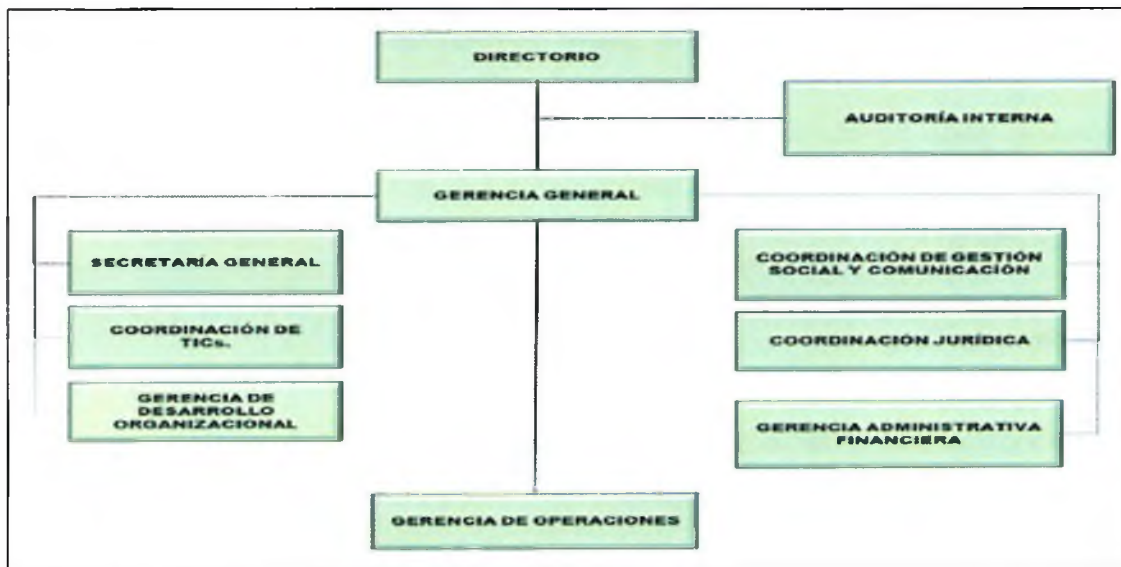 DIRECTORIO
AUDITORÍA INTERNA
GERENCIA GENERAL
SECRETARÍA GENERAL
COORDINACIÓN DE
TICs.
GERENCIA DE
DESARROLLO
ORGANIZACIONAL
COORDINACIÓN DE GESTIÓN
SOCIAL Y COMUNICACIÓN
COORDINACIÓN JURÍDICA
GERENCIA ADMINISTRATIVA
FINANCIERA
GERENCIA DE OPERACIONES